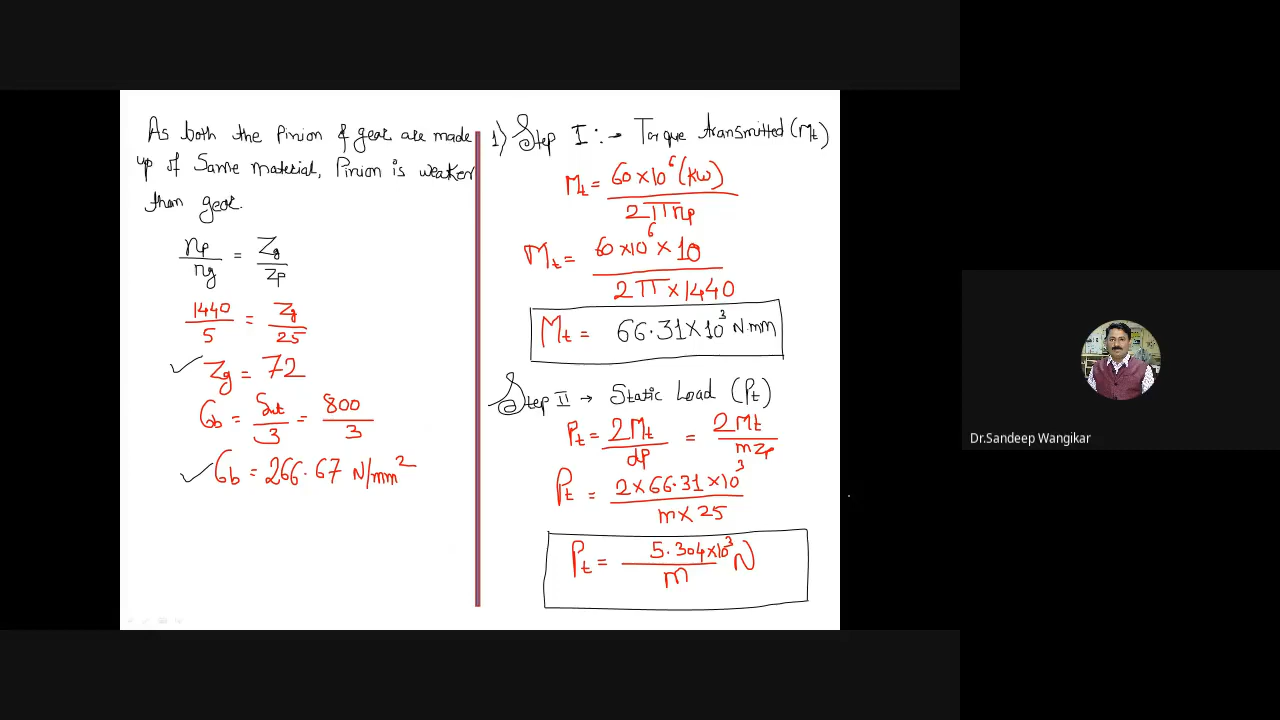 As both the Pinion & gear are made
up of Same material, Pinion is weaker
than gear.
np/ng = Zg/Zp
1440/5 = Zg/25
Zg = 72
σb = Sut/3 = 800/3
σb = 266.67 N/mm²
1) Step I :→ Torque transmitted (Mt)
Mt = 60×10⁶ (kW)/2πnp
Mt = 60×10⁶ × 10/2π × 1440
Mt = 66.31×10³ N.mm
Step II → Static Load (Pt)
Pt = 2Mt/dp = 2Mt/mZp
Pt = 2×66.31×10³/m× 25
Pt = 5.304×10³/m N
Dr.Sandeep Wangikar